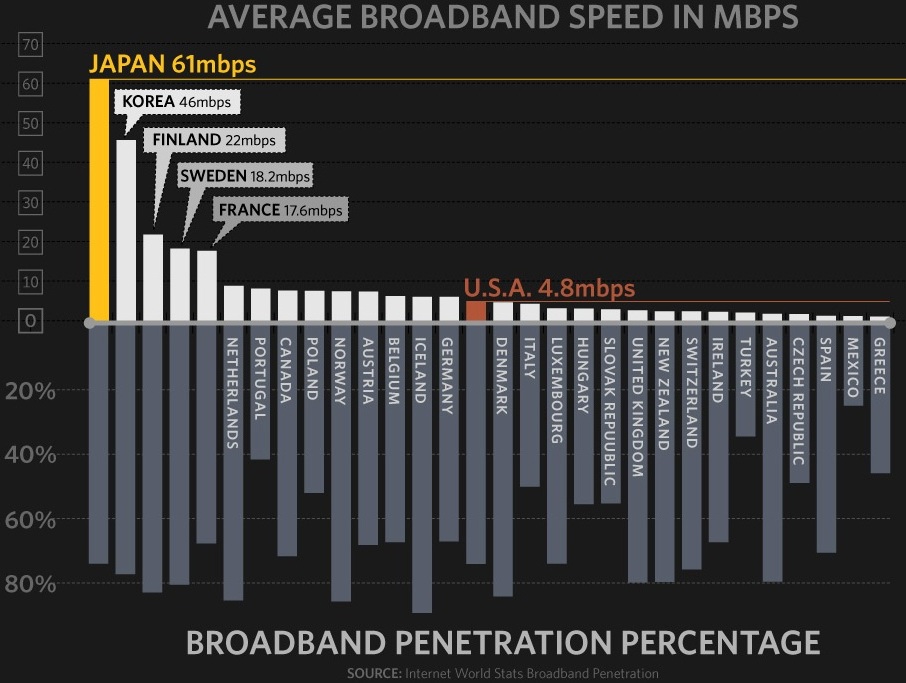 AVERAGE BROADBAND SPEED IN MBPS
70
JAPAN 61mbps
60
KOREA 46mbps
50
FINLAND 22mbps
40
SWEDEN 18.2mbps
30
FRANCE 17.6mbps
20
10
U.S.A. 4.8mbps
0
NETHERLANDS
PORTUGAL
CANADA
POLAND
NORWAY
AUSTRIA
BELGIUM
ICELAND
GERMANY
DENMARK
ITALY
LUXEMBOURG
HUNGARY
SLOVAK REPUUBLIC
UNITED KINGDOM
NEW ZEALAND
SWITZERLAND
IRELAND
TURKEY
AUSTRALIA
CZECH REPUBLIC
SPAIN
MEXICO
GREECE
20%
40%
60%
80%
BROADBAND PENETRATION PERCENTAGE
SOURCE: Internet World Stats Broadband Penetration